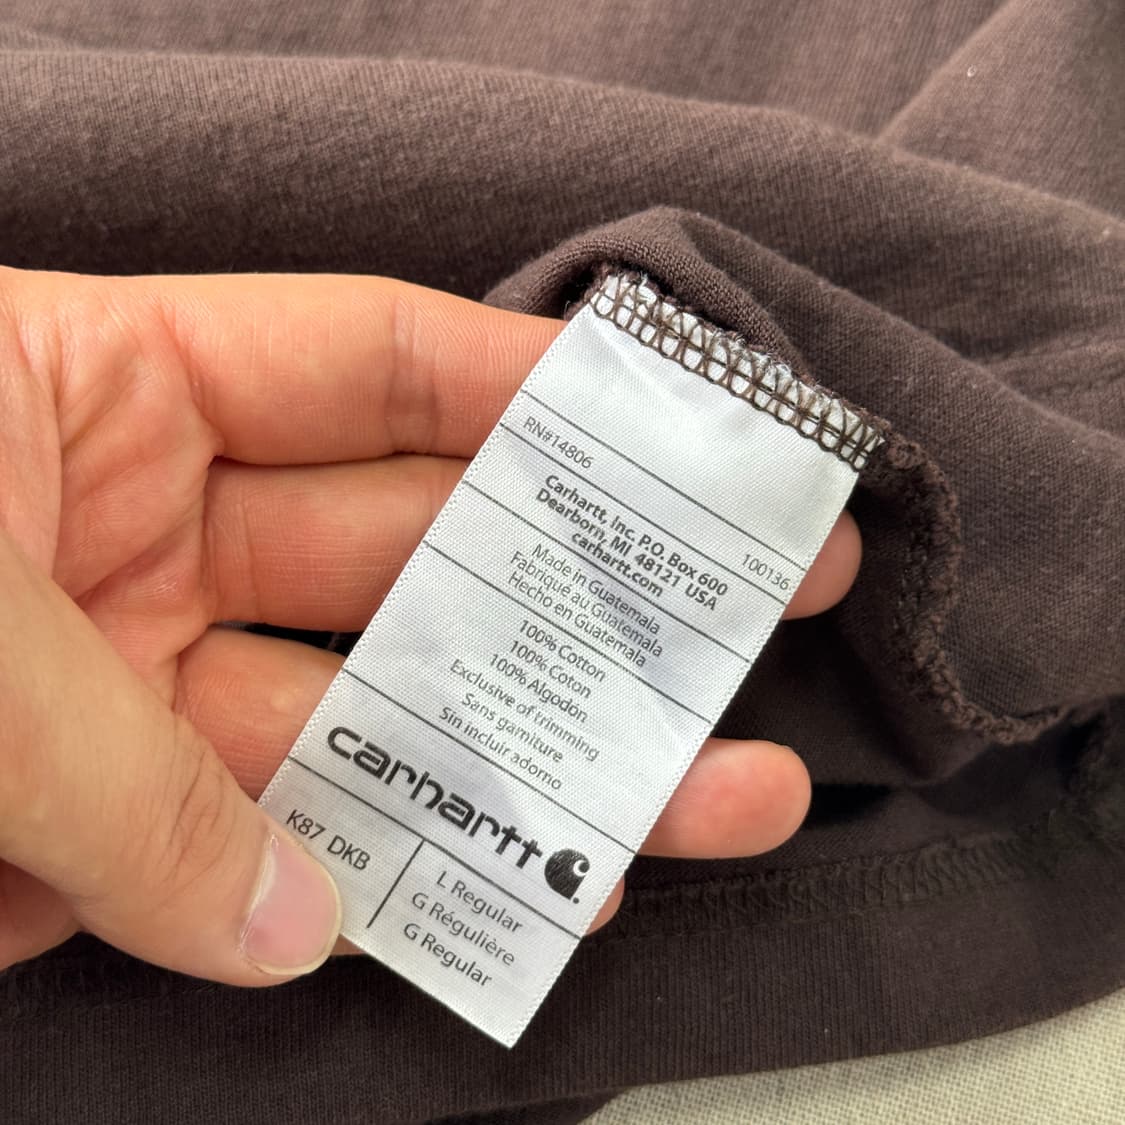 RN#14806
100136
Carhartt, Inc. P.O. Box 600
Dearborn, MI 48121 USA
carhartt.com
Made in Guatemala
Fabriqué au Guatemala
Hecho en Guatemala
100% Cotton
100% Coton
100% Algodon
Exclusive of trimming
Sans garniture
Sin incluir adorno
carhartt
K87 DKB
L Regular
G Régulière
G Regular